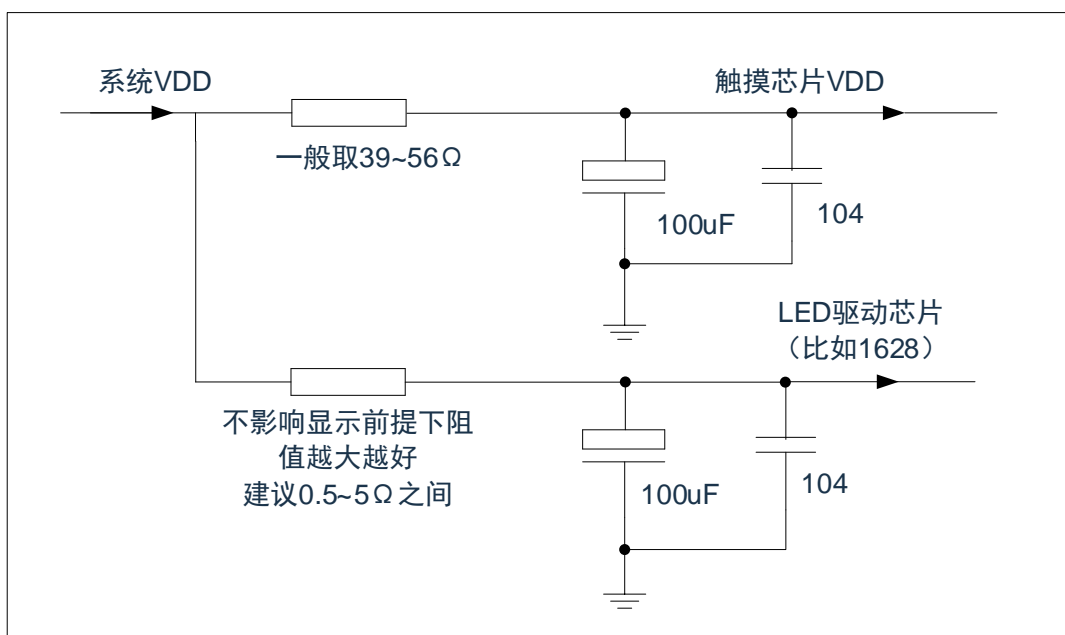 系统VDD
触摸芯片VDD
一般取39~56Ω
100uF
104
LED驱动芯片
（比如1628）
不影响显示前提下阻
值越大越好
建议0.5~5Ω之间
100uF
104